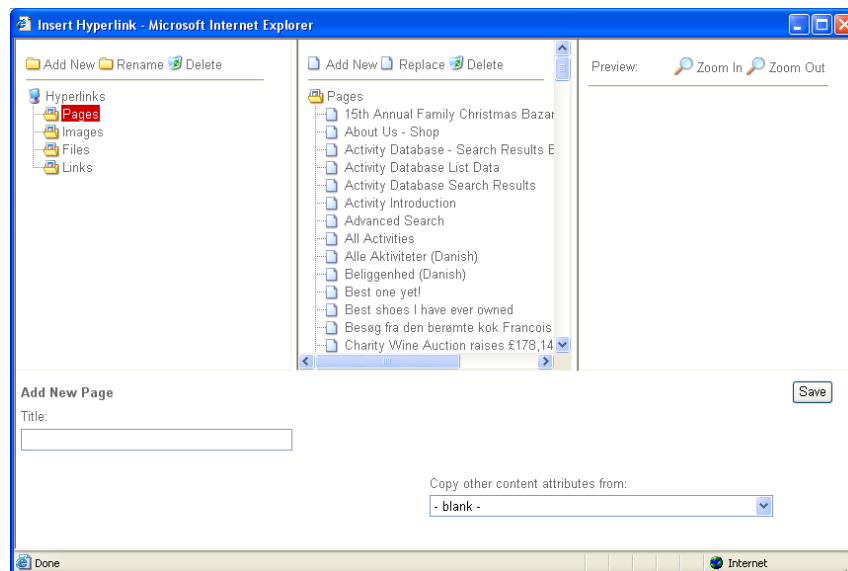 Insert Hyperlink - Microsoft Internet Explorer
Add New Rename Delete
Hyperlinks
Pages
Images
Files
Links
Add New Replace Delete
Pages
15th Annual Family Christmas Bazar
About Us - Shop
Activity Database - Search Results E
Activity Database List Data
Activity Database Search Results
Activity Introduction
Advanced Search
All Activities
Alle Aktiviteter (Danish)
Beliggenhed (Danish)
Best one yet!
Best shoes I have ever owned
Besøg fra den berømte kok Francois
Charity Wine Auction raises £178,14
Preview: Zoom In Zoom Out
Add New Page
Save
Title:
Copy other content attributes from:
- blank -
Done
Internet